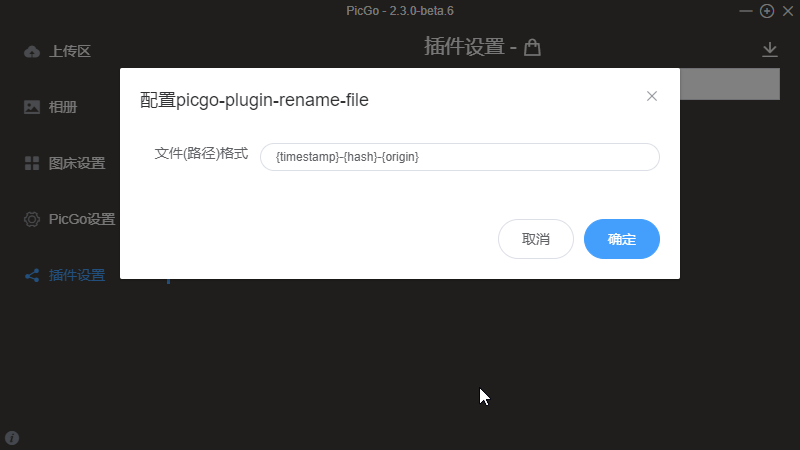 PicGo - 2.3.0-beta.6
上传区
插件设置 -
相册
图床设置
PicGo设置
插件设置
配置picgo-plugin-rename-file
文件(路径)格式
{timestamp}-{hash}-{origin}
取消
确定